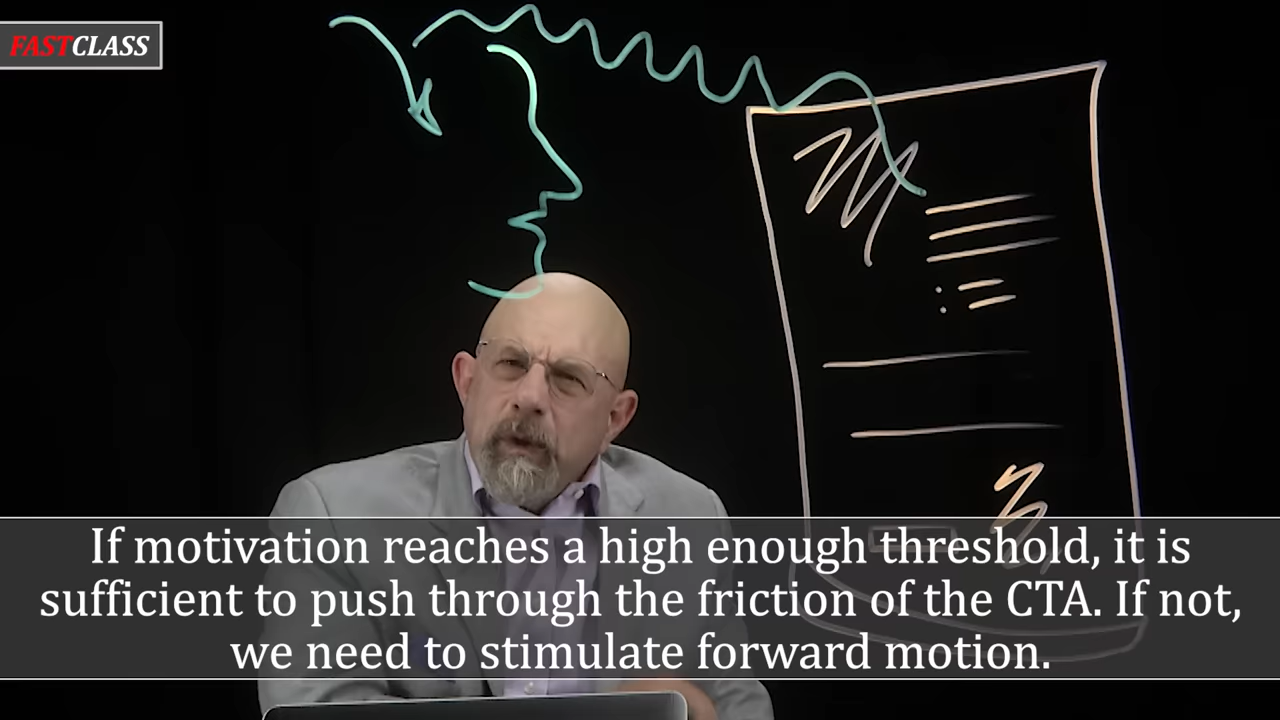 FASTCLASS
If motivation reaches a high enough threshold, it is
sufficient to push through the friction of the CTA. If not,
we need to stimulate forward motion.